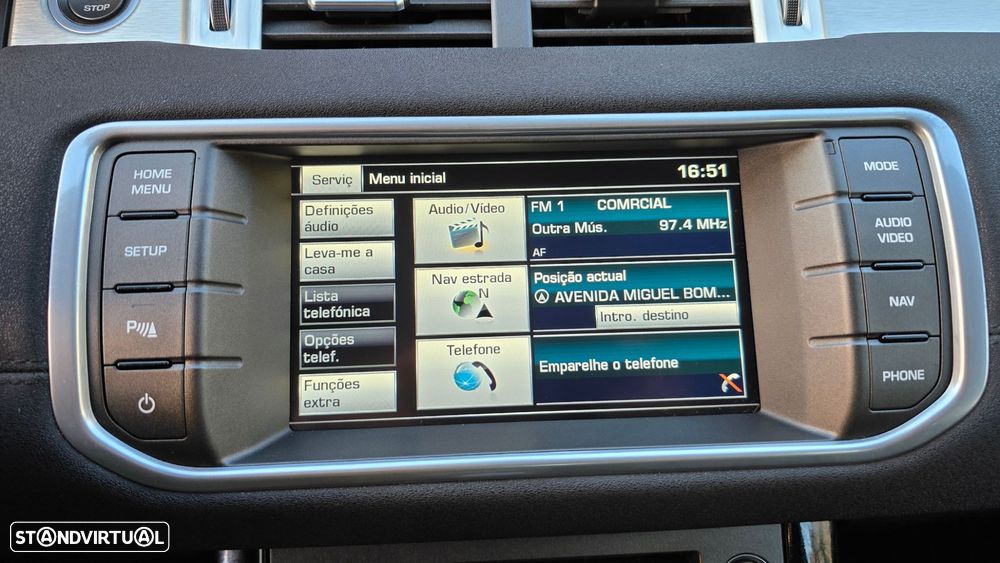 STOP
HOME
MENU
SETUP
P
Serviç
Menu inicial
16:51
Definições
áudio
Leva-me a
casa
Lista
telefónica
Opções
telef.
Funções
extra
Audio/Vídeo
Nav estrada
N
Telefone
FM 1 COMRCIAL
Outra Mús. 97.4 MHz
AF
Posição actual
AVENIDA MIGUEL BOM...
Intro. destino
Emparelhe o telefone
MODE
AUDIO
VIDEO
NAV
PHONE
STANDVIRTUAL